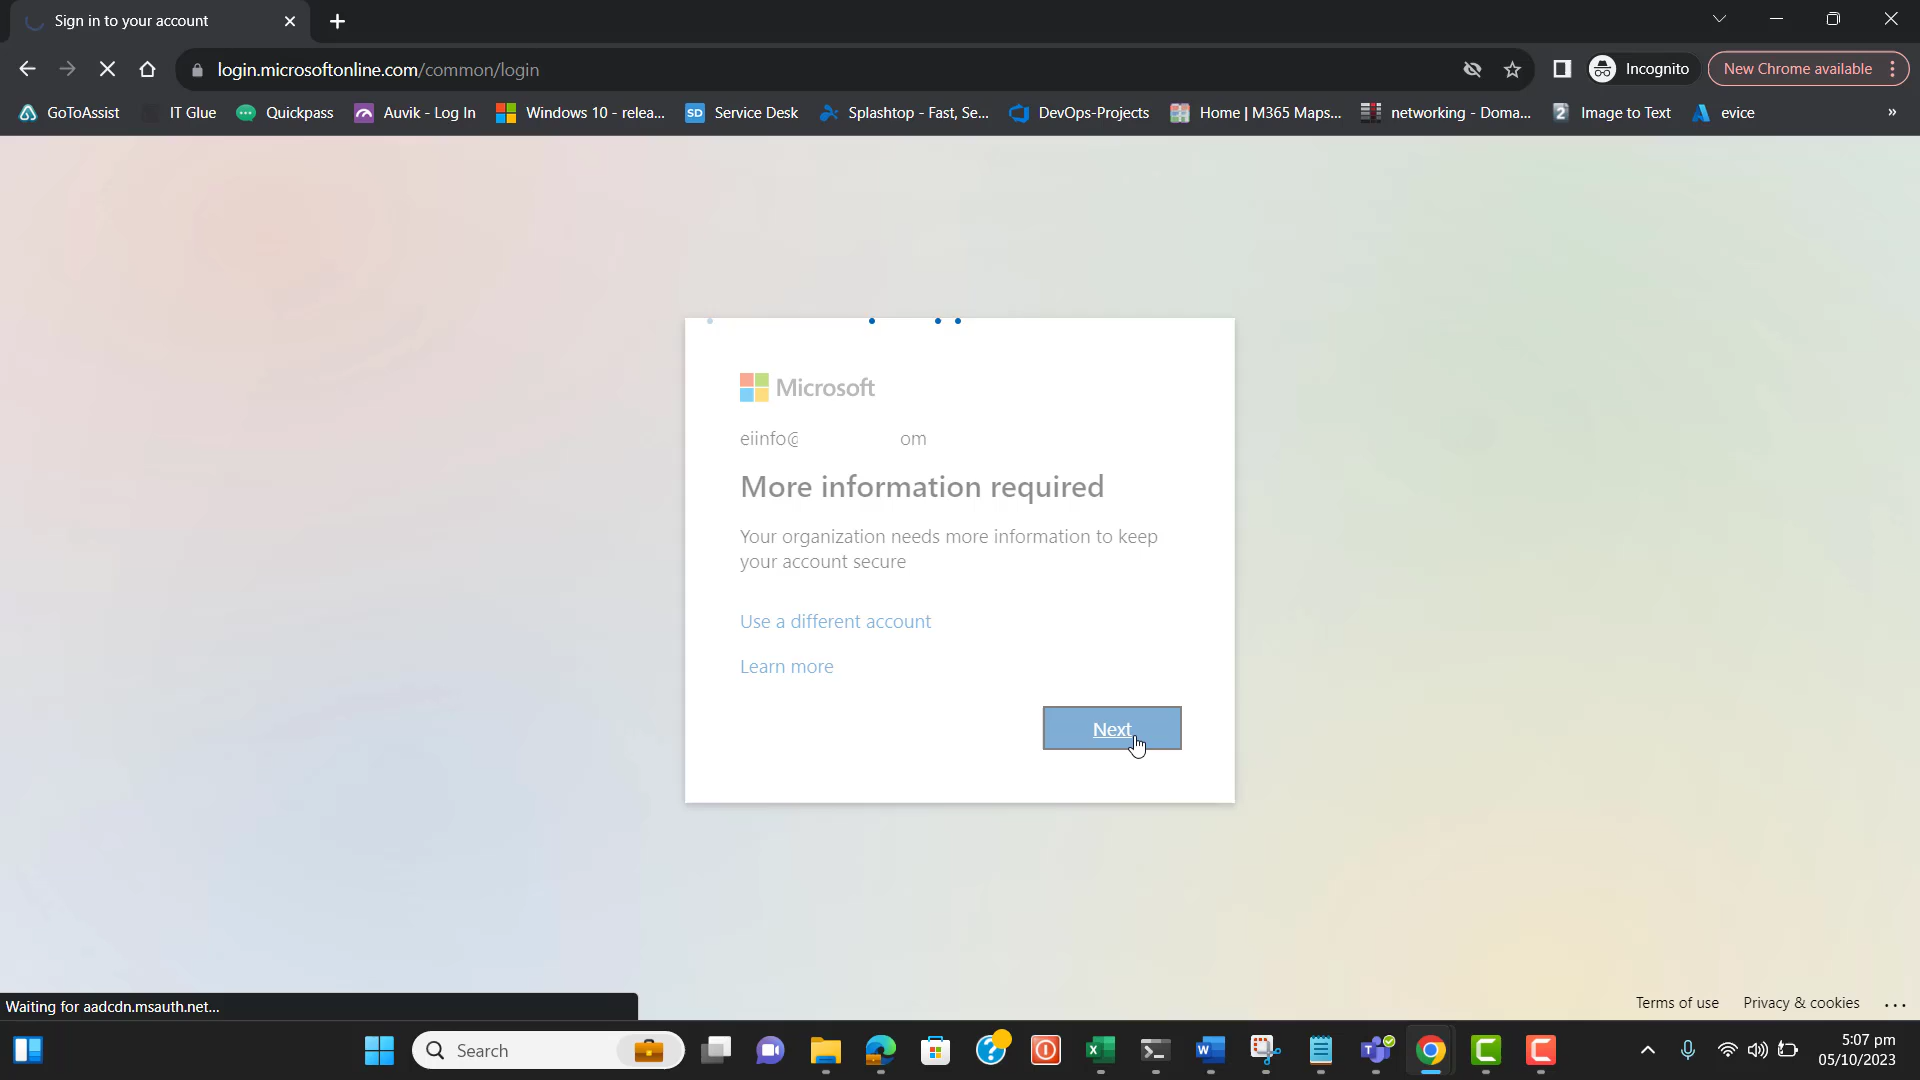 Sign in to your account
login.microsoftonline.com/common/login
Incognito
New Chrome available
GoToAssist
IT Glue
Quickpass
Auvik - Log In
Windows 10 - relea...
SD Service Desk
Splashtop - Fast, Se...
DevOps-Projects
Home | M365 Maps...
networking - Doma...
2 Image to Text
evice
»
Microsoft
eiinfo@ om
More information required
Your organization needs more information to keep
your account secure
Use a different account
Learn more
Next
Waiting for aadcdn.msauth.net...
Terms of use
Privacy & cookies
...
Search
5:07 pm
05/10/2023